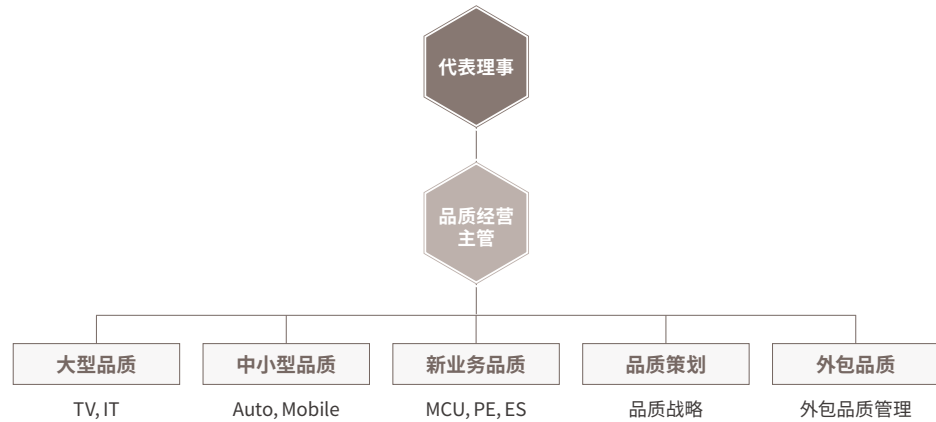 代表理事
品质经营
主管
大型品质
中小型品质
新业务品质
品质策划
外包品质
TV, IT
Auto, Mobile
MCU, PE, ES
品质战略
外包品质管理